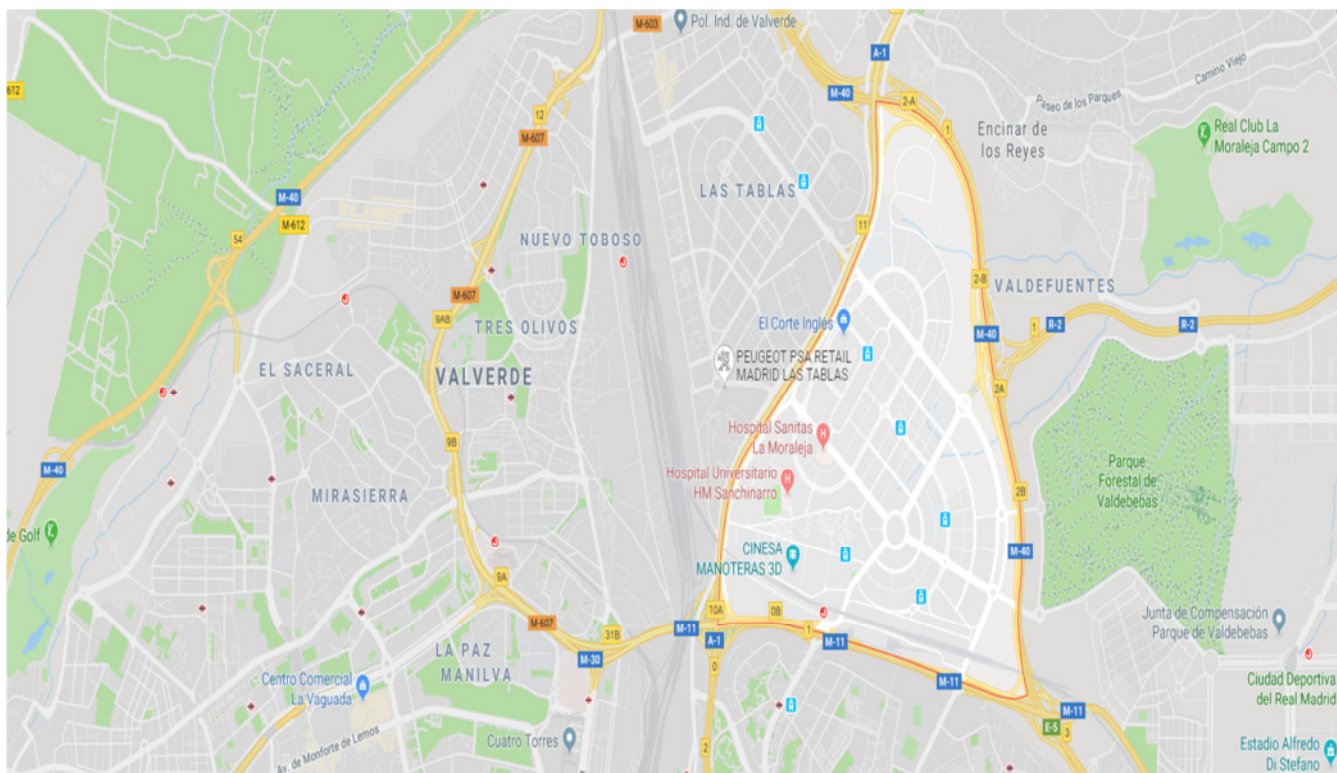 M-603
Pol. Ind. de Valverde
A-1
Camino Viejo
612
M-40
2-A
Paseo de los Parques
12
M-607
1
Encinar de
los Reyes
Real Club La
Moraleja Campo 2
LAS TABLAS
M-40
M-612
54
11
NUEVO TOBOSO
2-B
VALDEFUENTES
M-607
9AB
TRES OLIVOS
El Corte Inglés
M-40
1
R-2
R-2
EL SACERAL
VALVERDE
PEUGEOT PSA RETAIL
MADRID LAS TABLAS
2A
Hospital Sanitas
La Moraleja
9B
M-40
Parque
Forestal de
Valdebebas
Hospital Universitario
HM Sanchinarro
MIRASIERRA
2B
de Golf
CINESA
MANOTERAS 3D
M-40
9A
10A
0B
M-607
31B
M-11
1
M-11
Junta de Compensación
Parque de Valdebebas
A-1
LA PAZ
MANILVA
M-30
0
Centro Comercial
La Vaguada
M-11
Ciudad Deportiva
del Real Madrid
M-11
E-5
3
Av. de Monforte de Lemos
Cuatro Torres
2
Estadio Alfredo
Di Stefano